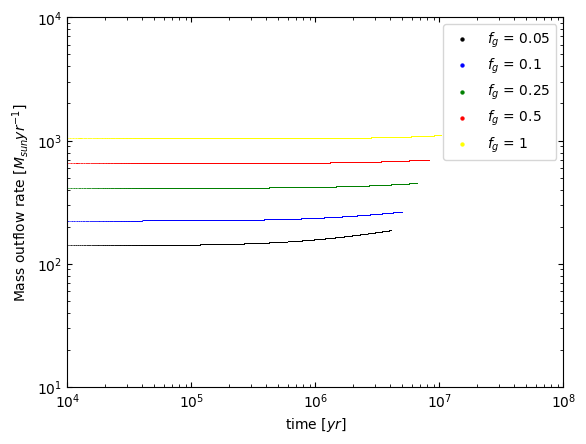 10^4
10^3
10^2
10^1
10^4 10^5 10^6 10^7 10^8
Mass outflow rate [M_{sun}yr^{-1}]
time [yr]
f_g = 0.05
f_g = 0.1
f_g = 0.25
f_g = 0.5
f_g = 1